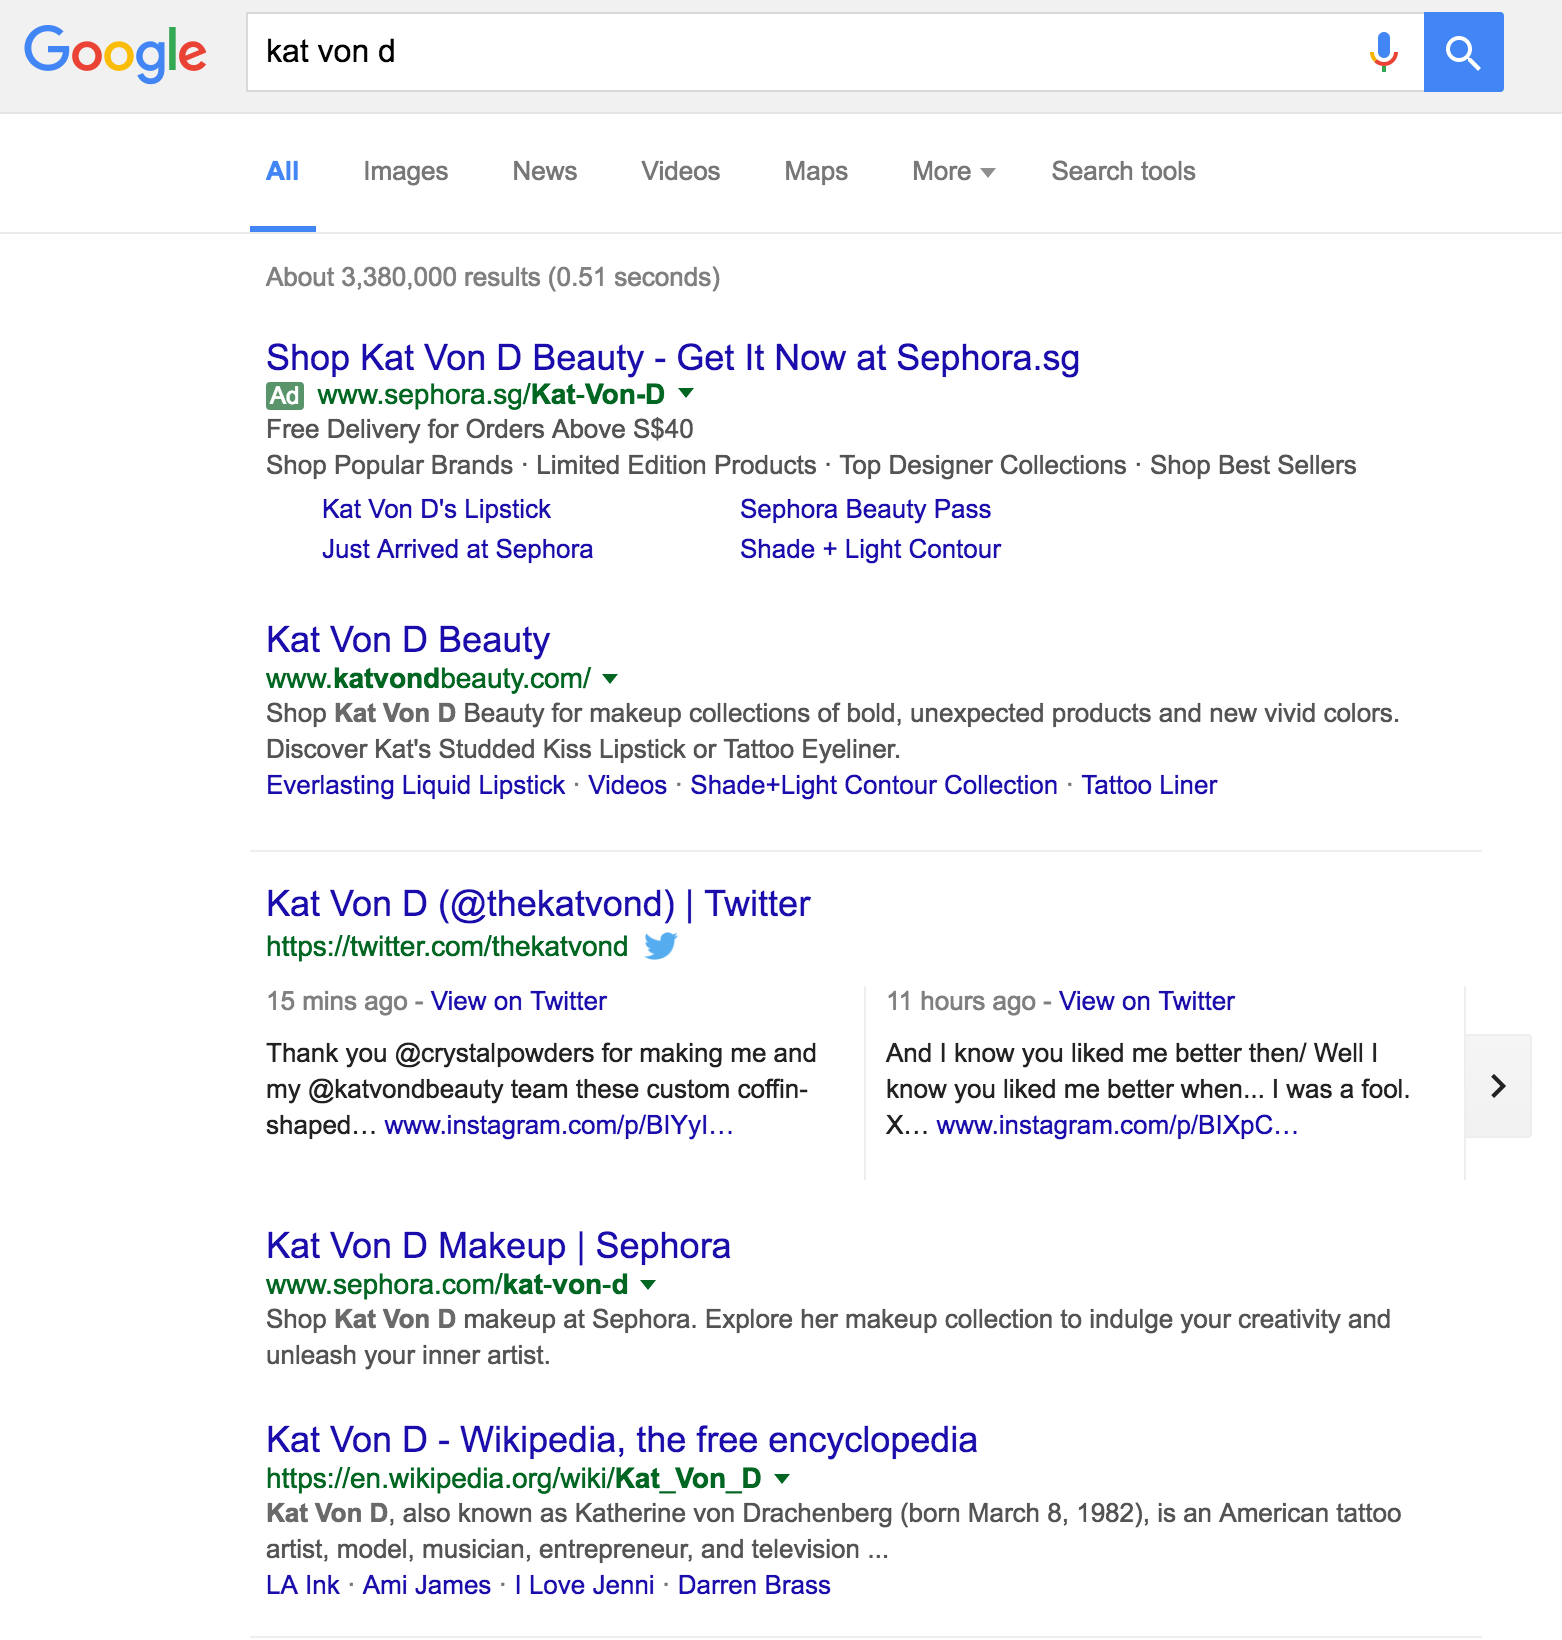 Google
kat von d
All Images News Videos Maps More Search tools
About 3,380,000 results (0.51 seconds)
Shop Kat Von D Beauty - Get It Now at Sephora.sg
Ad www.sephora.sg/Kat-Von-D
Free Delivery for Orders Above S$40
Shop Popular Brands · Limited Edition Products · Top Designer Collections · Shop Best Sellers
Kat Von D's Lipstick Sephora Beauty Pass
Just Arrived at Sephora Shade + Light Contour
Kat Von D Beauty
www.katvondbeauty.com/
Shop Kat Von D Beauty for makeup collections of bold, unexpected products and new vivid colors.
Discover Kat's Studded Kiss Lipstick or Tattoo Eyeliner.
Everlasting Liquid Lipstick · Videos · Shade+Light Contour Collection · Tattoo Liner
Kat Von D (@thekatvond) | Twitter
https://twitter.com/thekatvond
15 mins ago - View on Twitter
Thank you @crystalpowders for making me and
my @katvondbeauty team these custom coffin-
shaped… www.instagram.com/p/BIYyI…
11 hours ago - View on Twitter
And I know you liked me better then/ Well I
know you liked me better when... I was a fool.
X… www.instagram.com/p/BIXpC…
Kat Von D Makeup | Sephora
www.sephora.com/kat-von-d
Shop Kat Von D makeup at Sephora. Explore her makeup collection to indulge your creativity and
unleash your inner artist.
Kat Von D - Wikipedia, the free encyclopedia
https://en.wikipedia.org/wiki/Kat_Von_D
Kat Von D, also known as Katherine von Drachenberg (born March 8, 1982), is an American tattoo
artist, model, musician, entrepreneur, and television ...
LA Ink · Ami James · I Love Jenni · Darren Brass